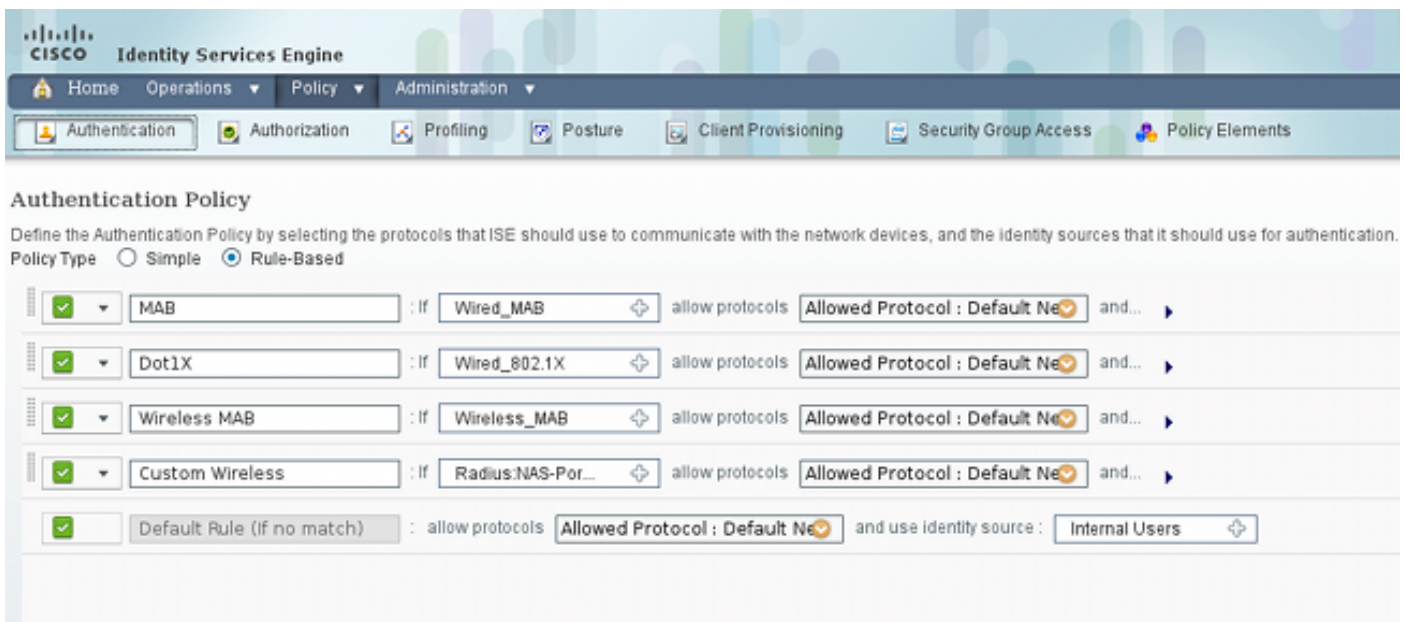 CISCO Identity Services Engine
Home Operations Policy Administration
Authentication Authorization Profiling Posture Client Provisioning Security Group Access Policy Elements
Authentication Policy
Define the Authentication Policy by selecting the protocols that ISE should use to communicate with the network devices, and the identity sources that it should use for authentication.
Policy Type Simple Rule-Based
MAB : If Wired_MAB allow protocols Allowed Protocol : Default Ne and...
Dot1X : If Wired_802.1X allow protocols Allowed Protocol : Default Ne and...
Wireless MAB : If Wireless_MAB allow protocols Allowed Protocol : Default Ne and...
Custom Wireless : If Radius:NAS-Por... allow protocols Allowed Protocol : Default Ne and...
Default Rule (If no match) : allow protocols Allowed Protocol : Default Ne and use identity source : Internal Users